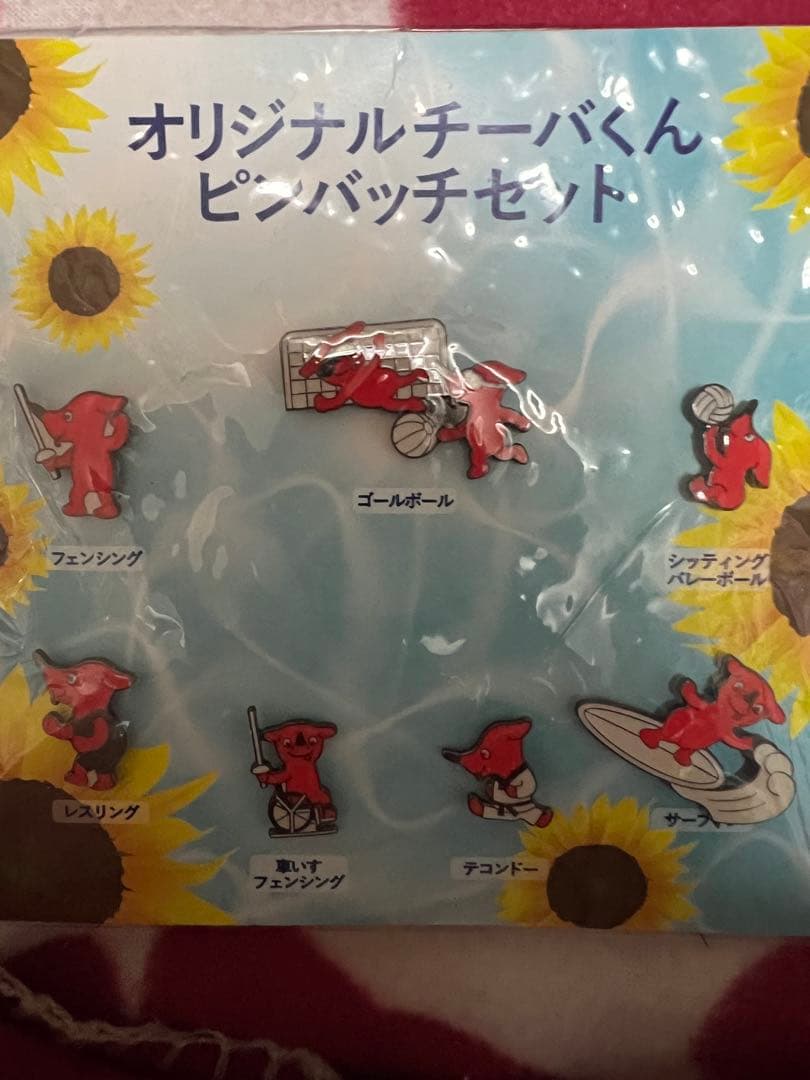 オリジナルチーバくん
ピンバッチセット
ゴールボール
フェンシング
シッティング
バレーボール
レスリング
車いす
フェンシング
テコンドー